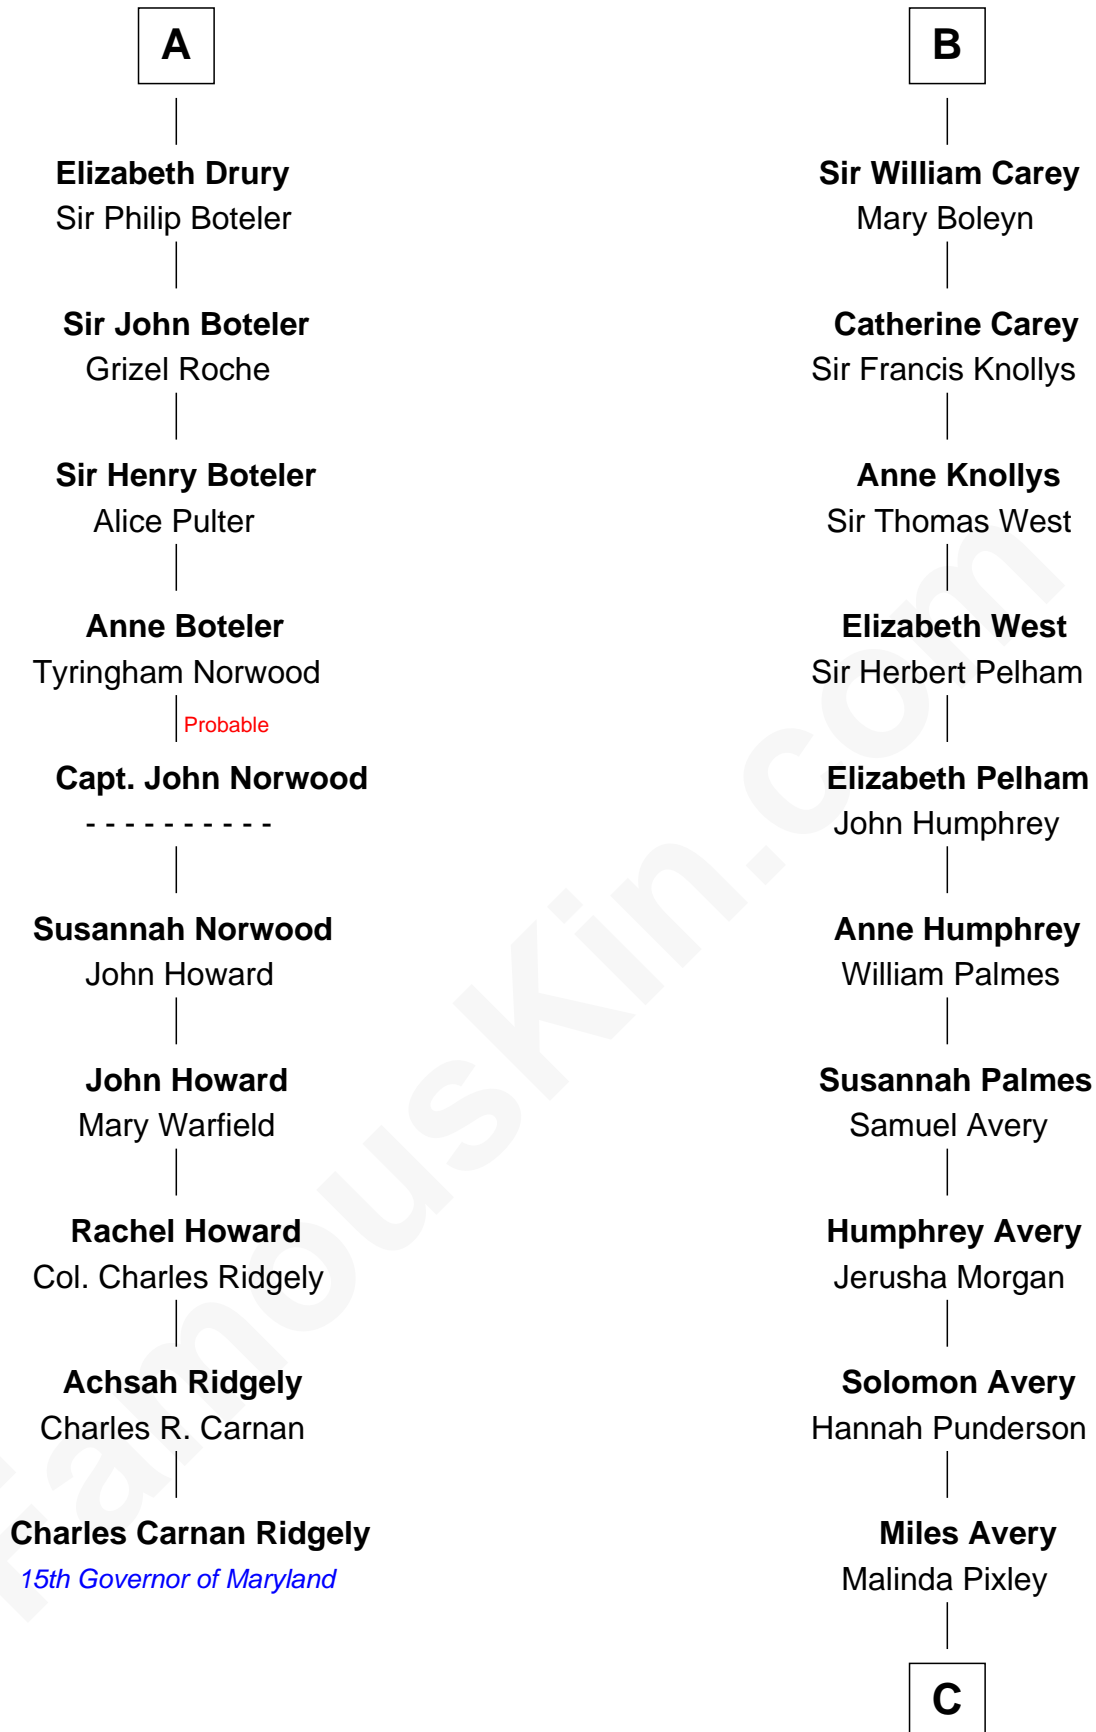 A
Elizabeth Drury
Sir Philip Boteler
Sir John Boteler
Grizel Roche
Sir Henry Boteler
Alice Pulter
Anne Boteler
Tyringham Norwood
Probable
Capt. John Norwood
- - - - - - - - - -
Susannah Norwood
John Howard
John Howard
Mary Warfield
Rachel Howard
Col. Charles Ridgely
Achsah Ridgely
Charles R. Carnan
Charles Carnan Ridgely
15th Governor of Maryland
B
Sir William Carey
Mary Boleyn
Catherine Carey
Sir Francis Knollys
Anne Knollys
Sir Thomas West
Elizabeth West
Sir Herbert Pelham
Elizabeth Pelham
John Humphrey
Anne Humphrey
William Palmes
Susannah Palmes
Samuel Avery
Humphrey Avery
Jerusha Morgan
Solomon Avery
Hannah Punderson
Miles Avery
Malinda Pixley
C
FamousKin.com